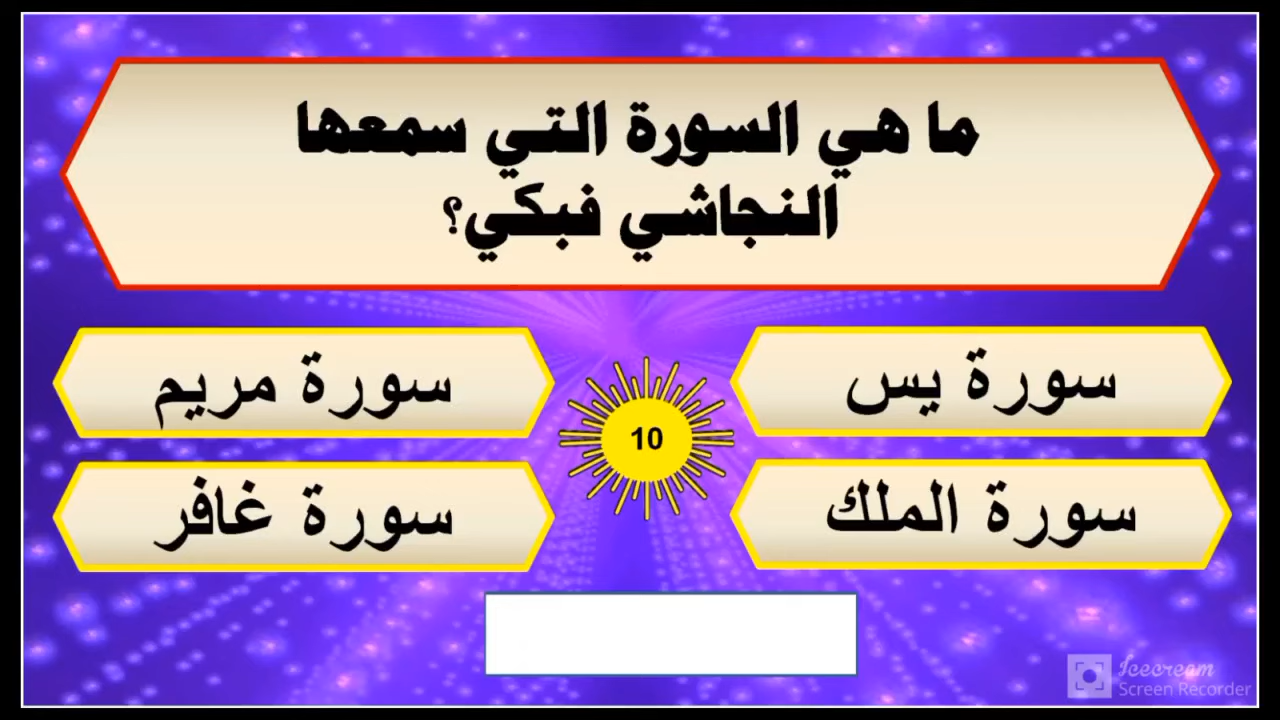 ما هي السورة التي سمعها
النجاشي فبكي؟
سورة يس
سورة مريم
10
سورة الملك
سورة غافر
Icecream
Screen Recorder